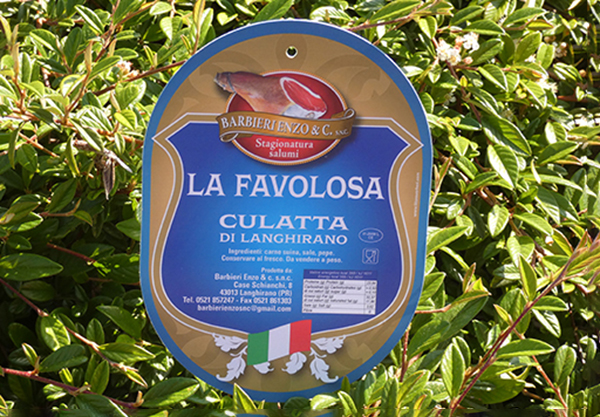 BARBIERI ENZO & C. snc
Stagionatura
salumi
LA FAVOLOSA
CULATTA
DI LANGHIRANO
Ingredienti: carne suina, sale, pepe.
Conservare al fresco. Da vendere a peso.
Prodotto da:
Barbieri Enzo & c. s.n.c.
Case Schianchi, 8
43013 Langhirano (PR)
Tel. 0521 857247 - Fax 0521 861303
barbierienzosnc@gmail.com